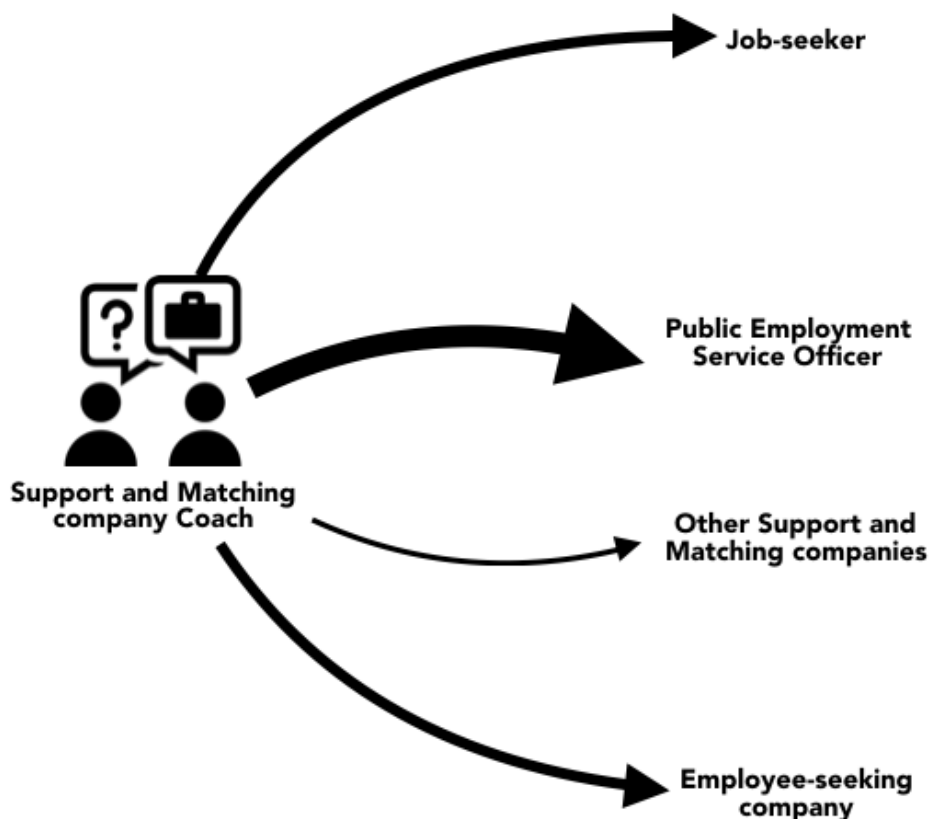 Job-seeker
?
Public Employment
Service Officer
Support and Matching
company Coach
Other Support and
Matching companies
Employee-seeking
company